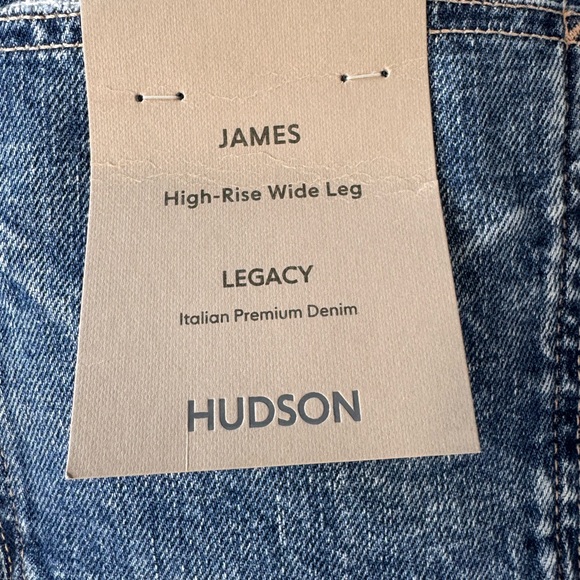 JAMES
High-Rise Wide Leg
LEGACY
Italian Premium Denim
HUDSON